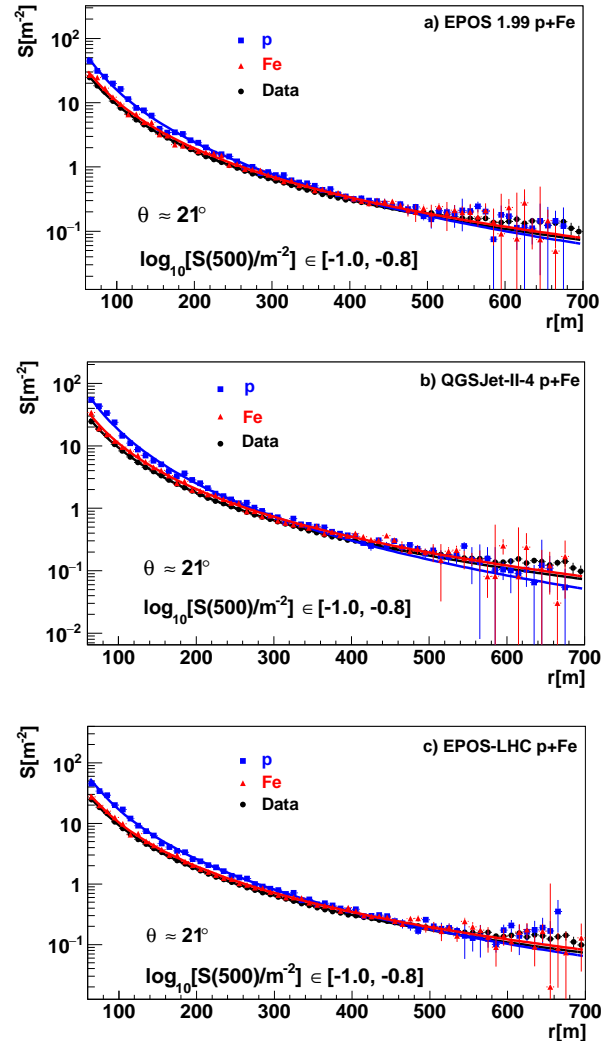 a) EPOS 1.99 p+Fe
S[m⁻²]
p
Fe
Data
10²
10
1
10⁻¹
θ ≈ 21°
log₁₀[S(500)/m⁻²] ∈ [-1.0, -0.8]
100 200 300 400 500 600 700
r[m]
b) QGSJet-II-4 p+Fe
S[m⁻²]
p
Fe
Data
10²
10
1
10⁻¹
10⁻²
θ ≈ 21°
log₁₀[S(500)/m⁻²] ∈ [-1.0, -0.8]
100 200 300 400 500 600 700
r[m]
c) EPOS-LHC p+Fe
S[m⁻²]
p
Fe
Data
10²
10
1
10⁻¹
θ ≈ 21°
log₁₀[S(500)/m⁻²] ∈ [-1.0, -0.8]
100 200 300 400 500 600 700
r[m]